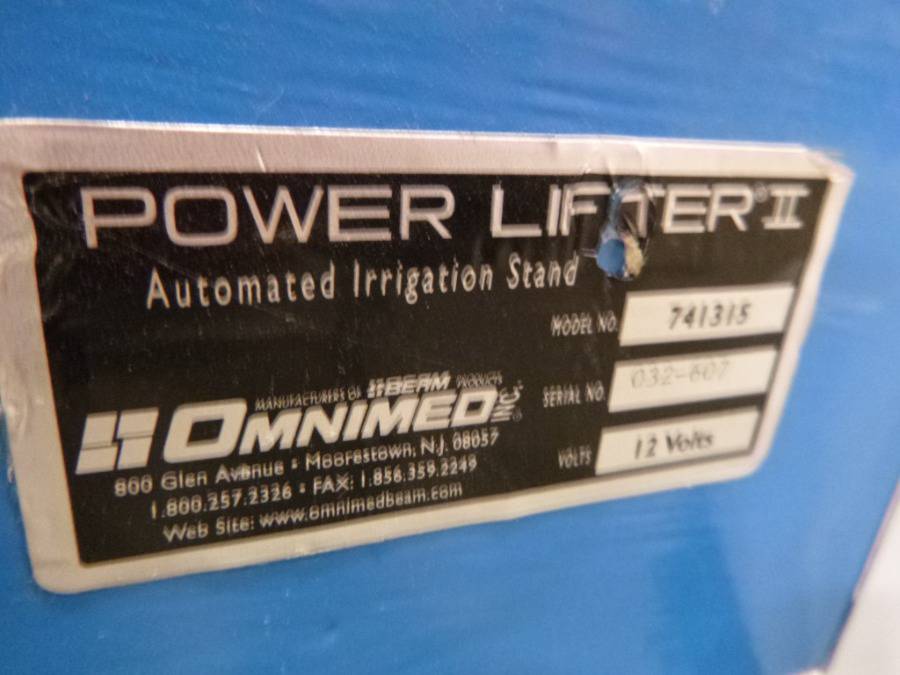 POWER LIFTER® II
Automated Irrigation Stand
MODEL NO. 741315
SERIAL NO. 032-607
VOLTS 12 Volts
MANUFACTURERS OF BEAM PRODUCTS
OMNIMED INC.
800 Glen Avenue • Moorestown, N.J. 08057
1.800.257.2326 • FAX: 1.856.359.2249
Web Site: www.omnimedbeam.com